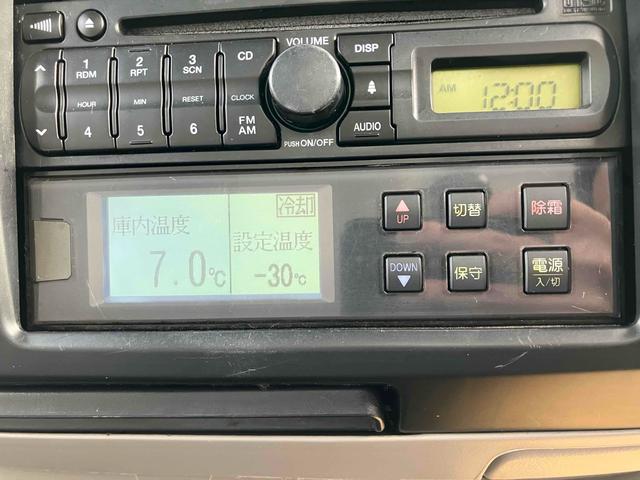 VOLUME
DISP
1 RDM
2 RPT
3 SCN
CD
HOUR
MIN
RESET
CLOCK
4
5
6
FM AM
PUSH ON/OFF
AUDIO
AM 12:00
冷却
庫内温度
設定温度
7.0℃
-30℃
UP
切替
除霜
DOWN
保守
電源
入/切